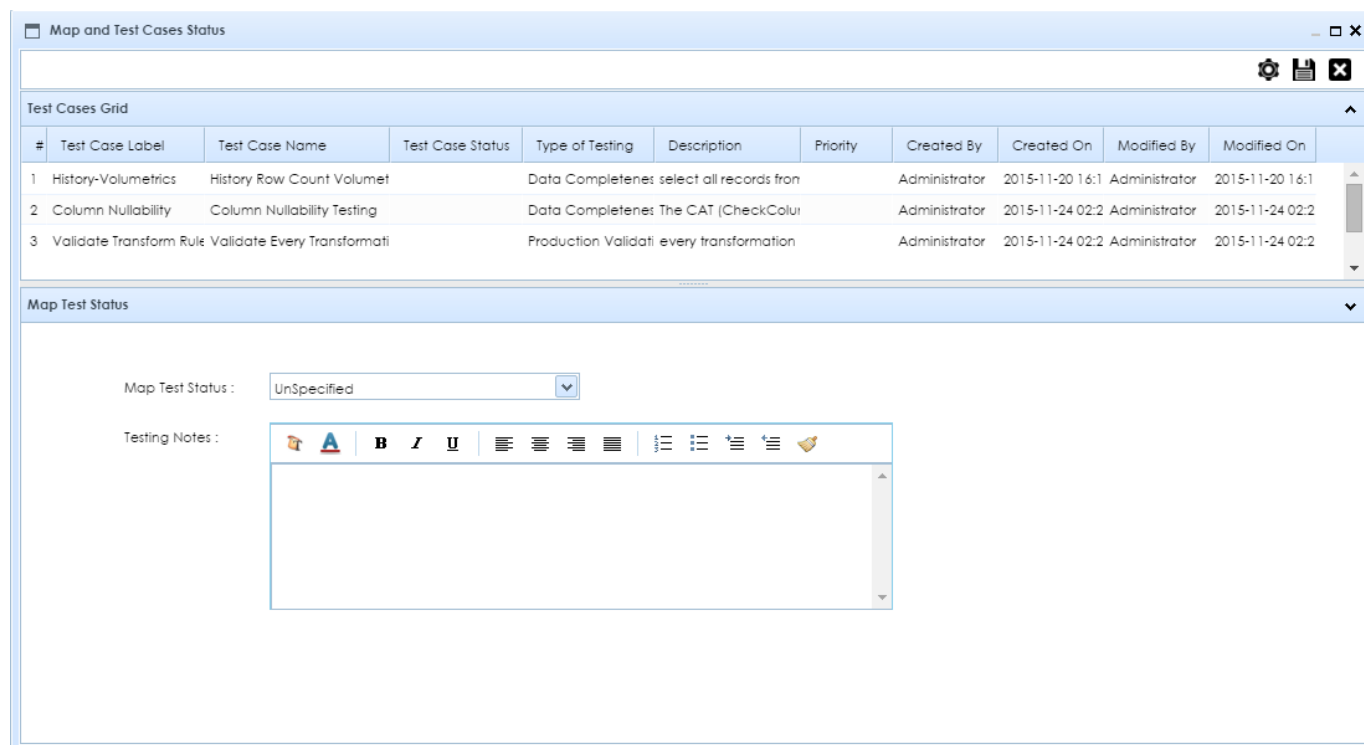 Map and Test Cases Status
Test Cases Grid
# Test Case Label Test Case Name Test Case Status Type of Testing Description Priority Created By Created On Modified By Modified On
1 History-Volumetrics History Row Count Volumet Data Completenes select all records from Administrator 2015-11-20 16:1 Administrator 2015-11-20 16:1
2 Column Nullability Column Nullability Testing Data Completenes The CAT (CheckColur Administrator 2015-11-24 02:2 Administrator 2015-11-24 02:2
3 Validate Transform Rule Validate Every Transformati Production Validati every transformation Administrator 2015-11-24 02:2 Administrator 2015-11-24 02:2
Map Test Status
Map Test Status : UnSpecified
Testing Notes :
A B I U